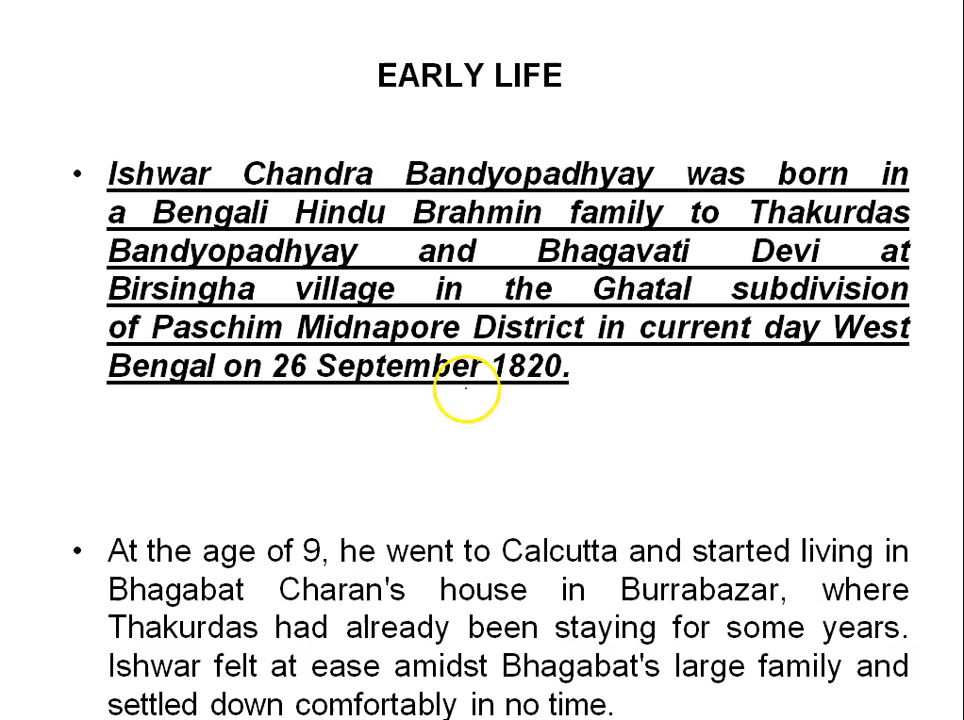 EARLY LIFE
• Ishwar Chandra Bandyopadhyay was born in
a Bengali Hindu Brahmin family to Thakurdas
Bandyopadhyay and Bhagavati Devi at
Birsingha village in the Ghatal subdivision
of Paschim Midnapore District in current day West
Bengal on 26 September 1820.
• At the age of 9, he went to Calcutta and started living in
Bhagabat Charan's house in Burrabazar, where
Thakurdas had already been staying for some years.
Ishwar felt at ease amidst Bhagabat's large family and
settled down comfortably in no time.